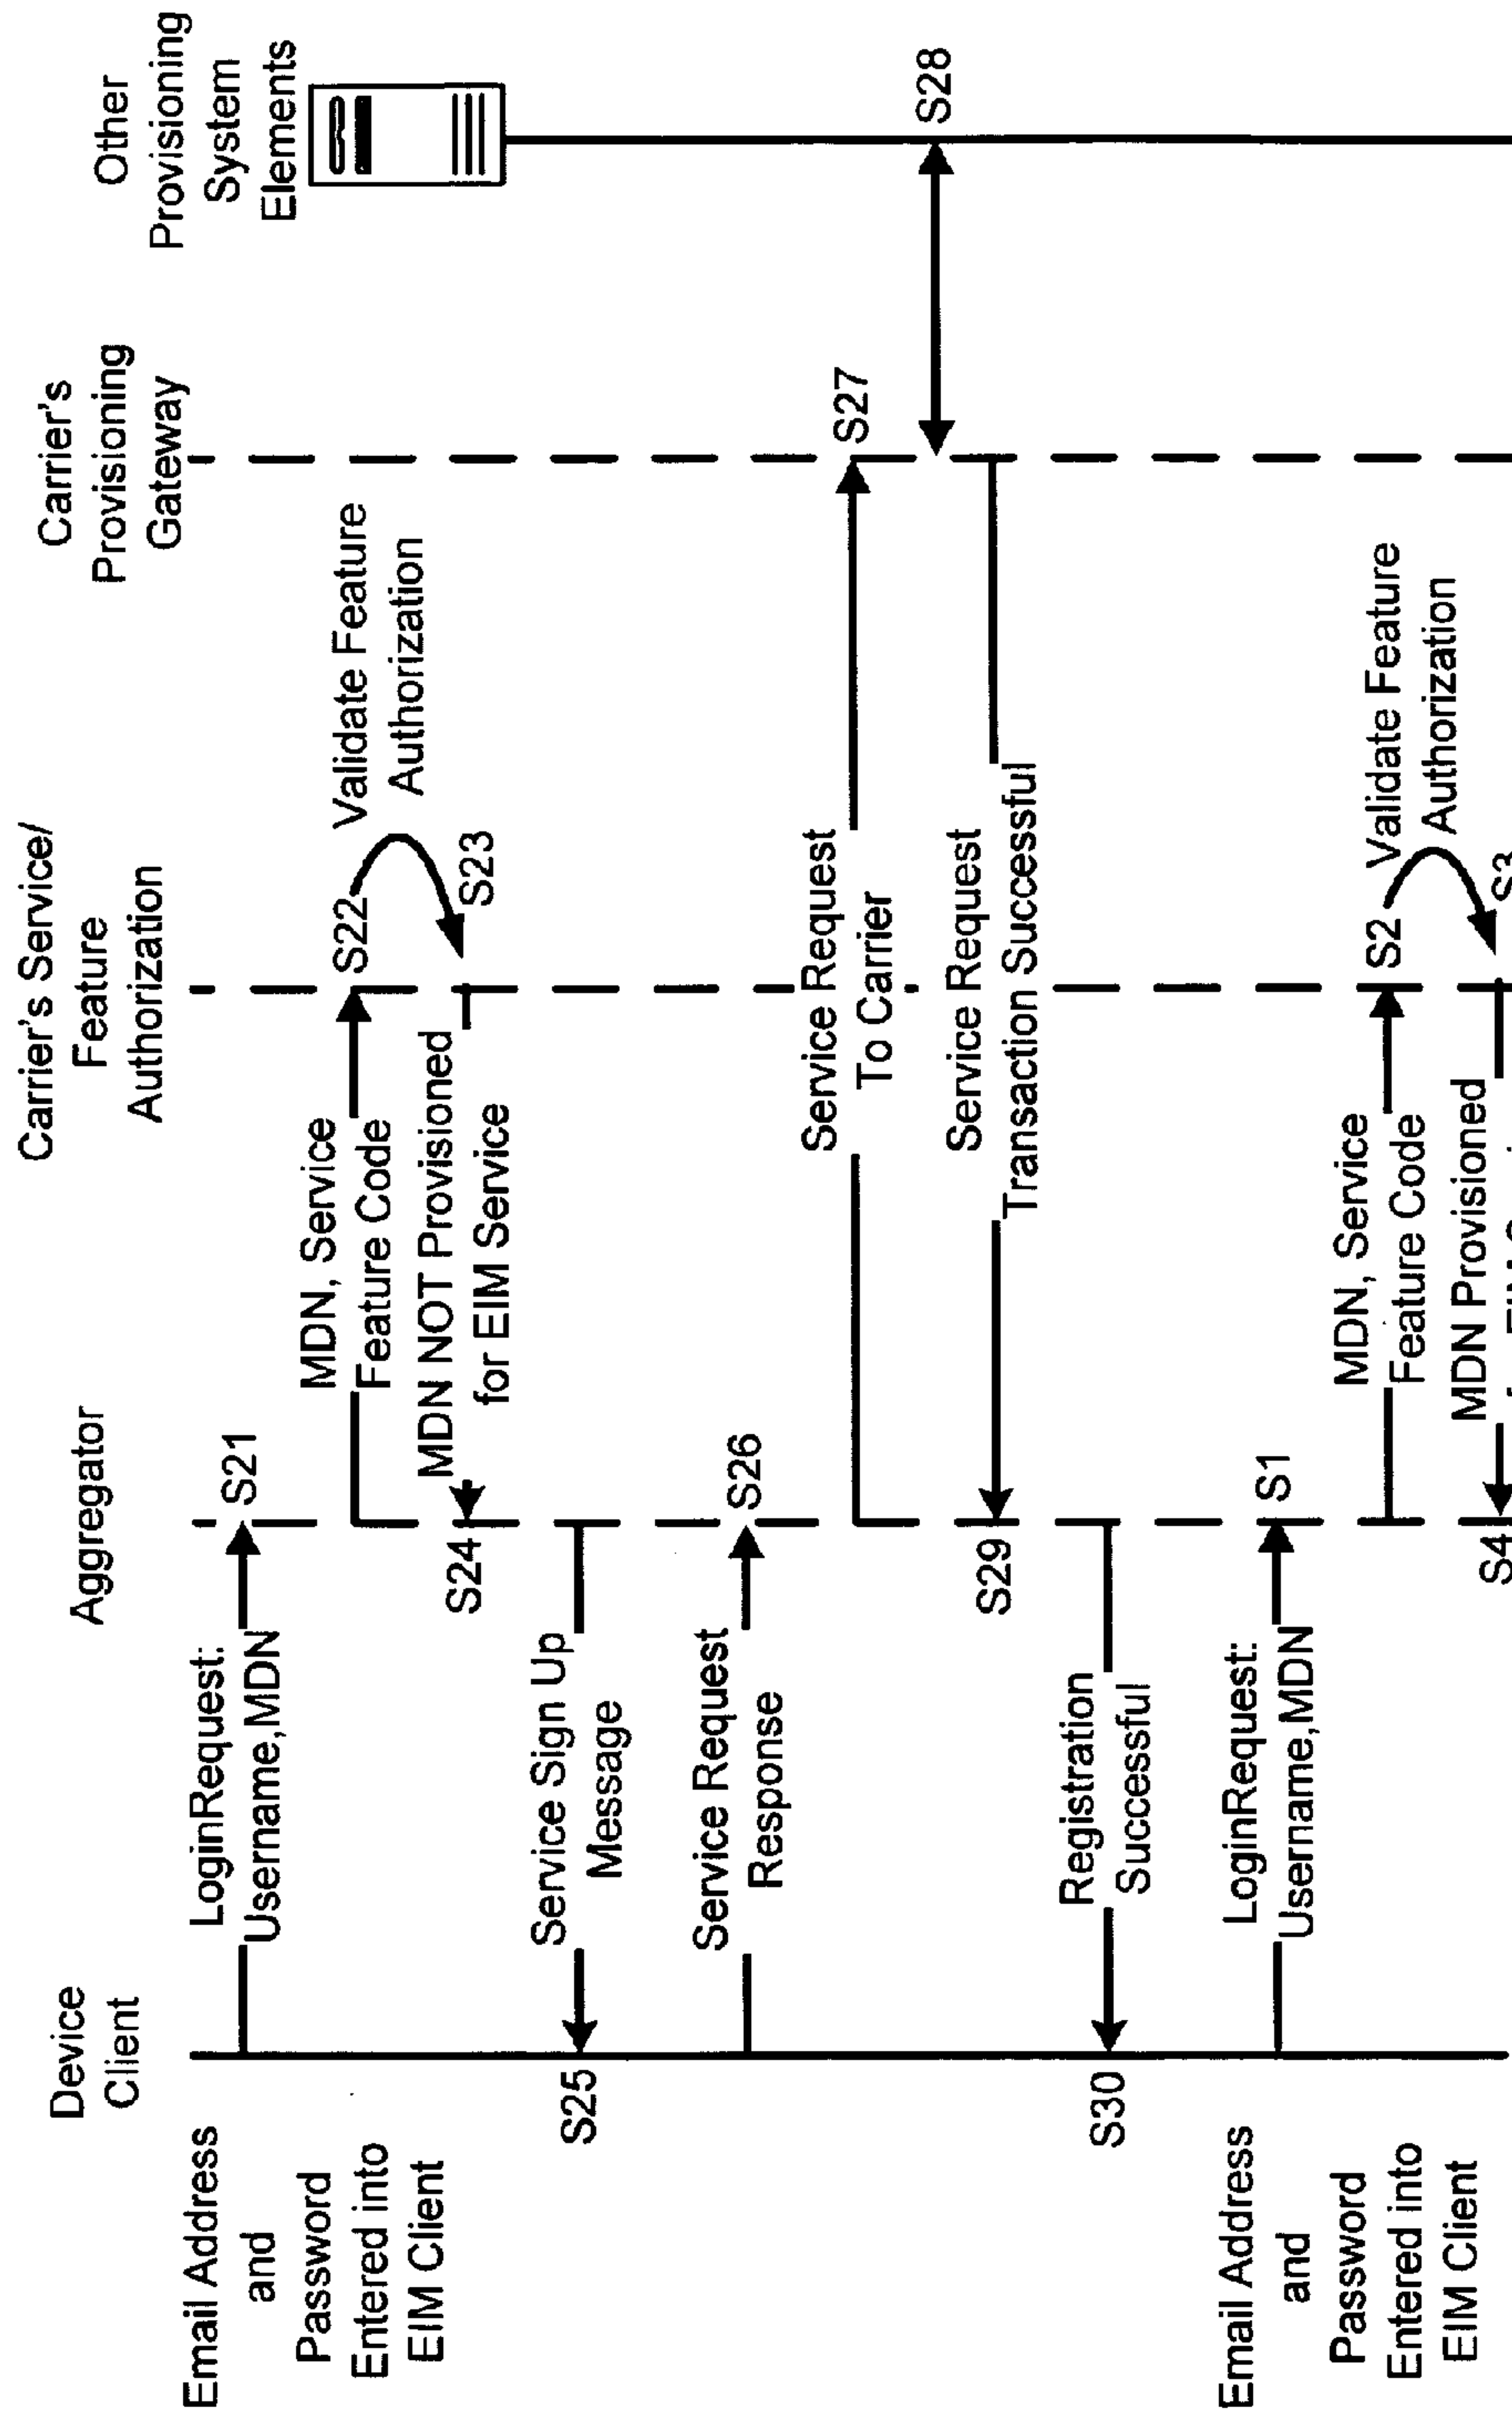 Device
Client
Aggregator
Carrier's Service/
Feature
Authorization
Carrier's
Provisioning
Gateway
Other
Provisioning
System
Elements
Email Address
and
Password
Entered into
EIM Client
LoginRequest:
Username,MDN
S21
MDN, Service
Feature Code
S22
Validate Feature
Authorization
S23
MDN NOT Provisioned
for EIM Service
S24
Service Sign Up
Message
S25
Service Request
Response
S26
Service Request
To Carrier
S27
S28
Service Request
Transaction Successful
S29
Registration
Successful
S30
Email Address
and
Password
Entered into
EIM Client
LoginRequest:
Username,MDN
S1
MDN, Service
Feature Code
S2
Validate Feature
Authorization
S3
MDN Provisioned
S4